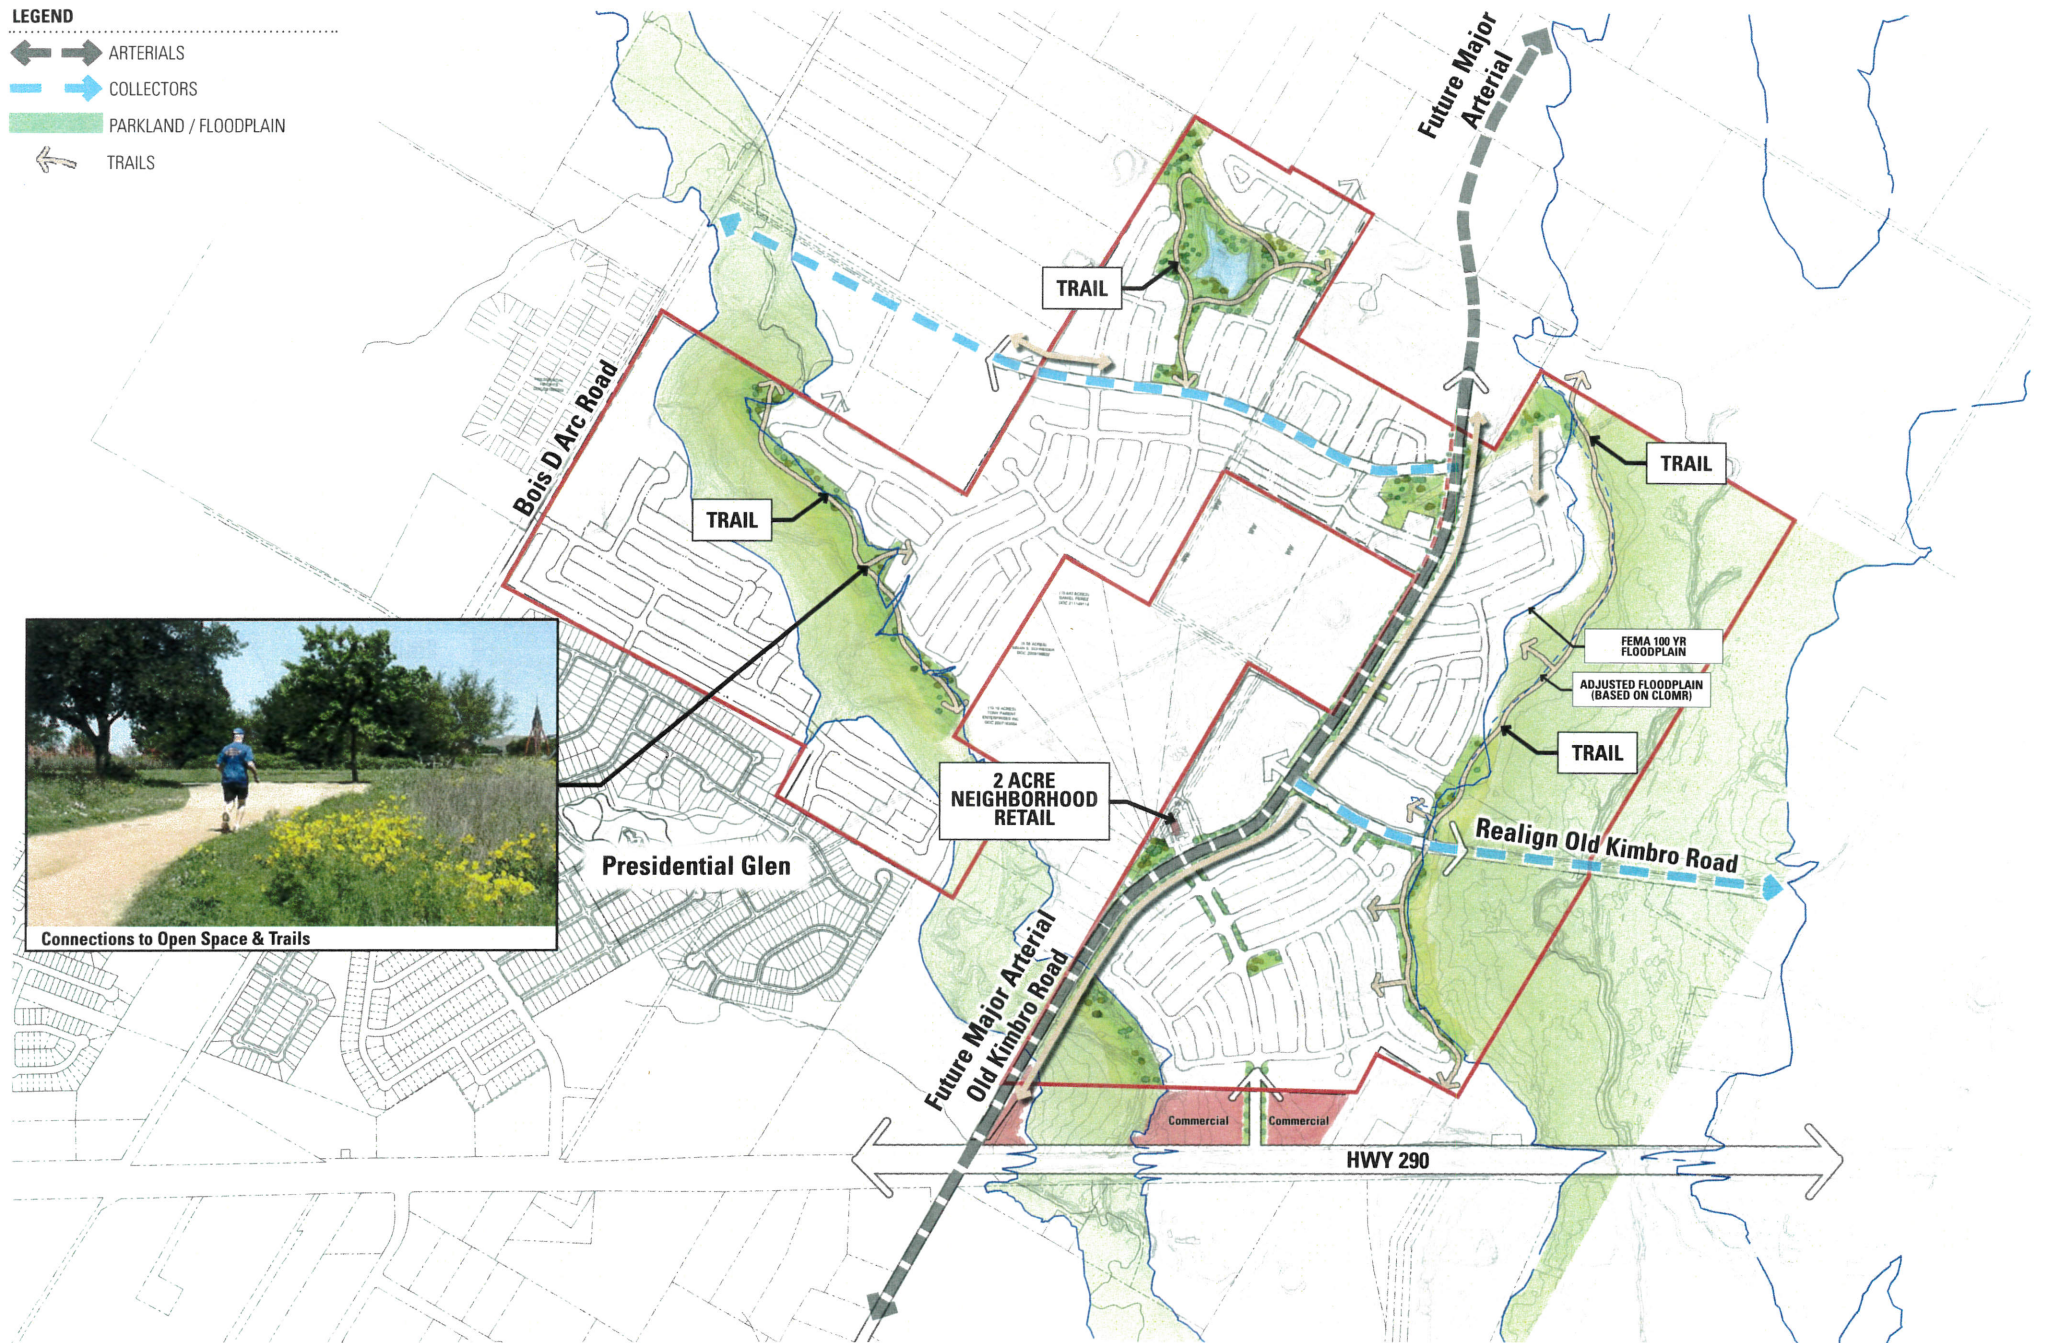 LEGEND
ARTERIALS
COLLECTORS
PARKLAND / FLOODPLAIN
TRAILS
Future Major
Arterial
TRAIL
Bois D Arc Road
TRAIL
TRAIL
FEMA 100 YR
FLOODPLAIN
ADJUSTED FLOODPLAIN
(BASED ON CLOMR)
TRAIL
2 ACRE
NEIGHBORHOOD
RETAIL
Realign Old Kimbro Road
Presidential Glen
Connections to Open Space & Trails
Future Major Arterial
Old Kimbro Road
Commercial
Commercial
HWY 290